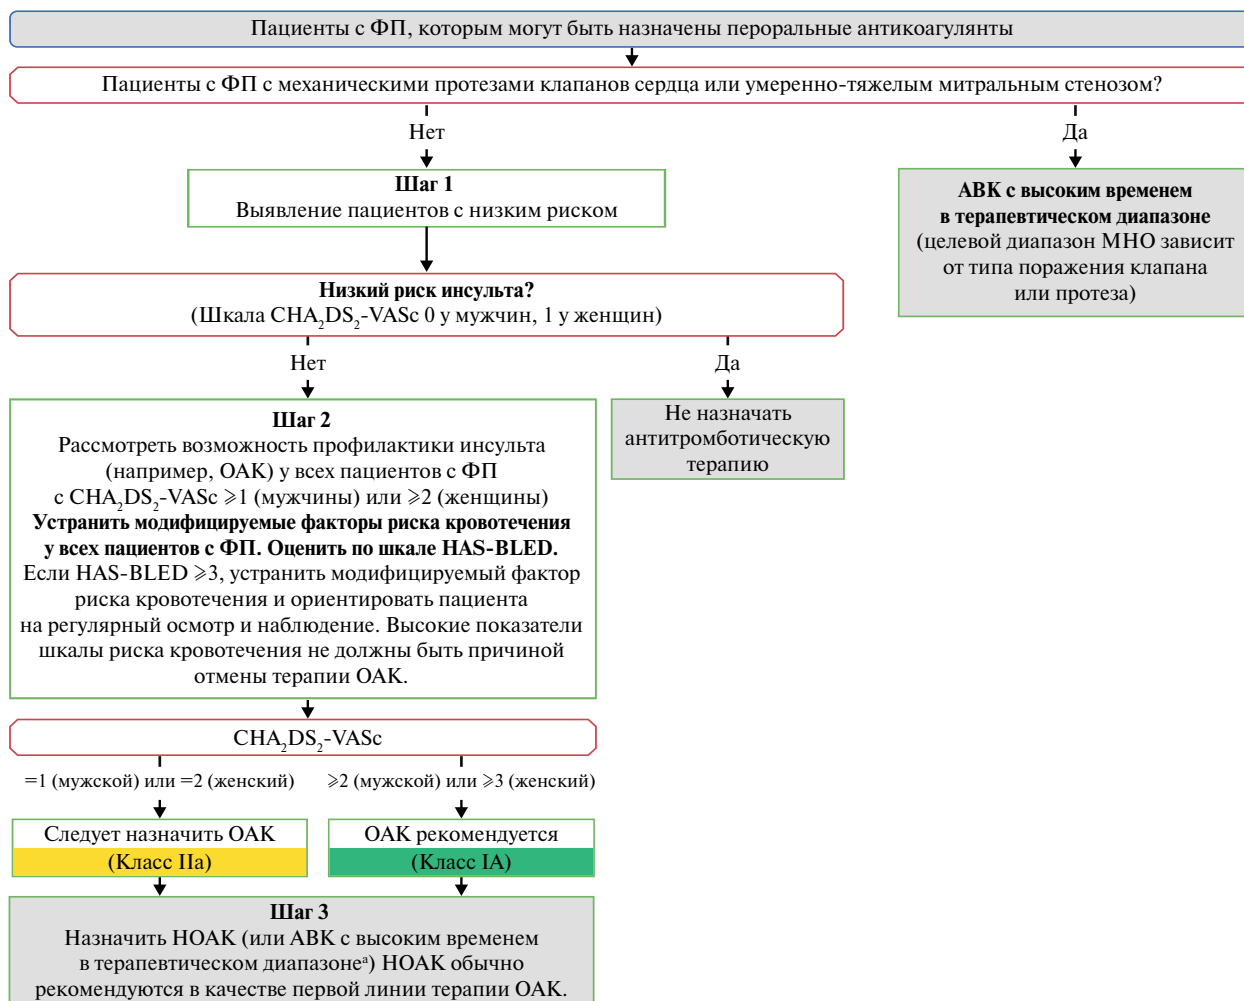 Пациенты с ФП, которым могут быть назначены пероральные антикоагулянты
Пациенты с ФП с механическими протезами клапанов сердца или умеренно-тяжелым митральным стенозом?
Нет
Да
Шаг 1
Выявление пациентов с низким риском
АВК с высоким временем
в терапевтическом диапазоне
(целевой диапазон МНО зависит
от типа поражения клапана
или протеза)
Низкий риск инсульта?
(Шкала CHA₂DS₂-VASc 0 у мужчин, 1 у женщин)
Нет
Да
Шаг 2
Рассмотреть возможность профилактики инсульта
(например, ОАК) у всех пациентов с ФП
с CHA₂DS₂-VASc ⩾1 (мужчины) или ⩾2 (женщины)
Устранить модифицируемые факторы риска кровотечения
у всех пациентов с ФП. Оценить по шкале HAS-BLED.
Если HAS-BLED ⩾3, устранить модифицируемый фактор
риска кровотечения и ориентировать пациента
на регулярный осмотр и наблюдение. Высокие показатели
шкалы риска кровотечения не должны быть причиной
отмены терапии ОАК.
Не назначать
антитромботическую
терапию
CHA₂DS₂-VASc
=1 (мужской) или =2 (женский)
⩾2 (мужской) или ⩾3 (женский)
Следует назначить ОАК
(Класс IIa)
ОАК рекомендуется
(Класс IA)
Шаг 3
Назначить НОАК (или АВК с высоким временем
в терапевтическом диапазонеᵃ) НОАК обычно
рекомендуются в качестве первой линии терапии ОАК.